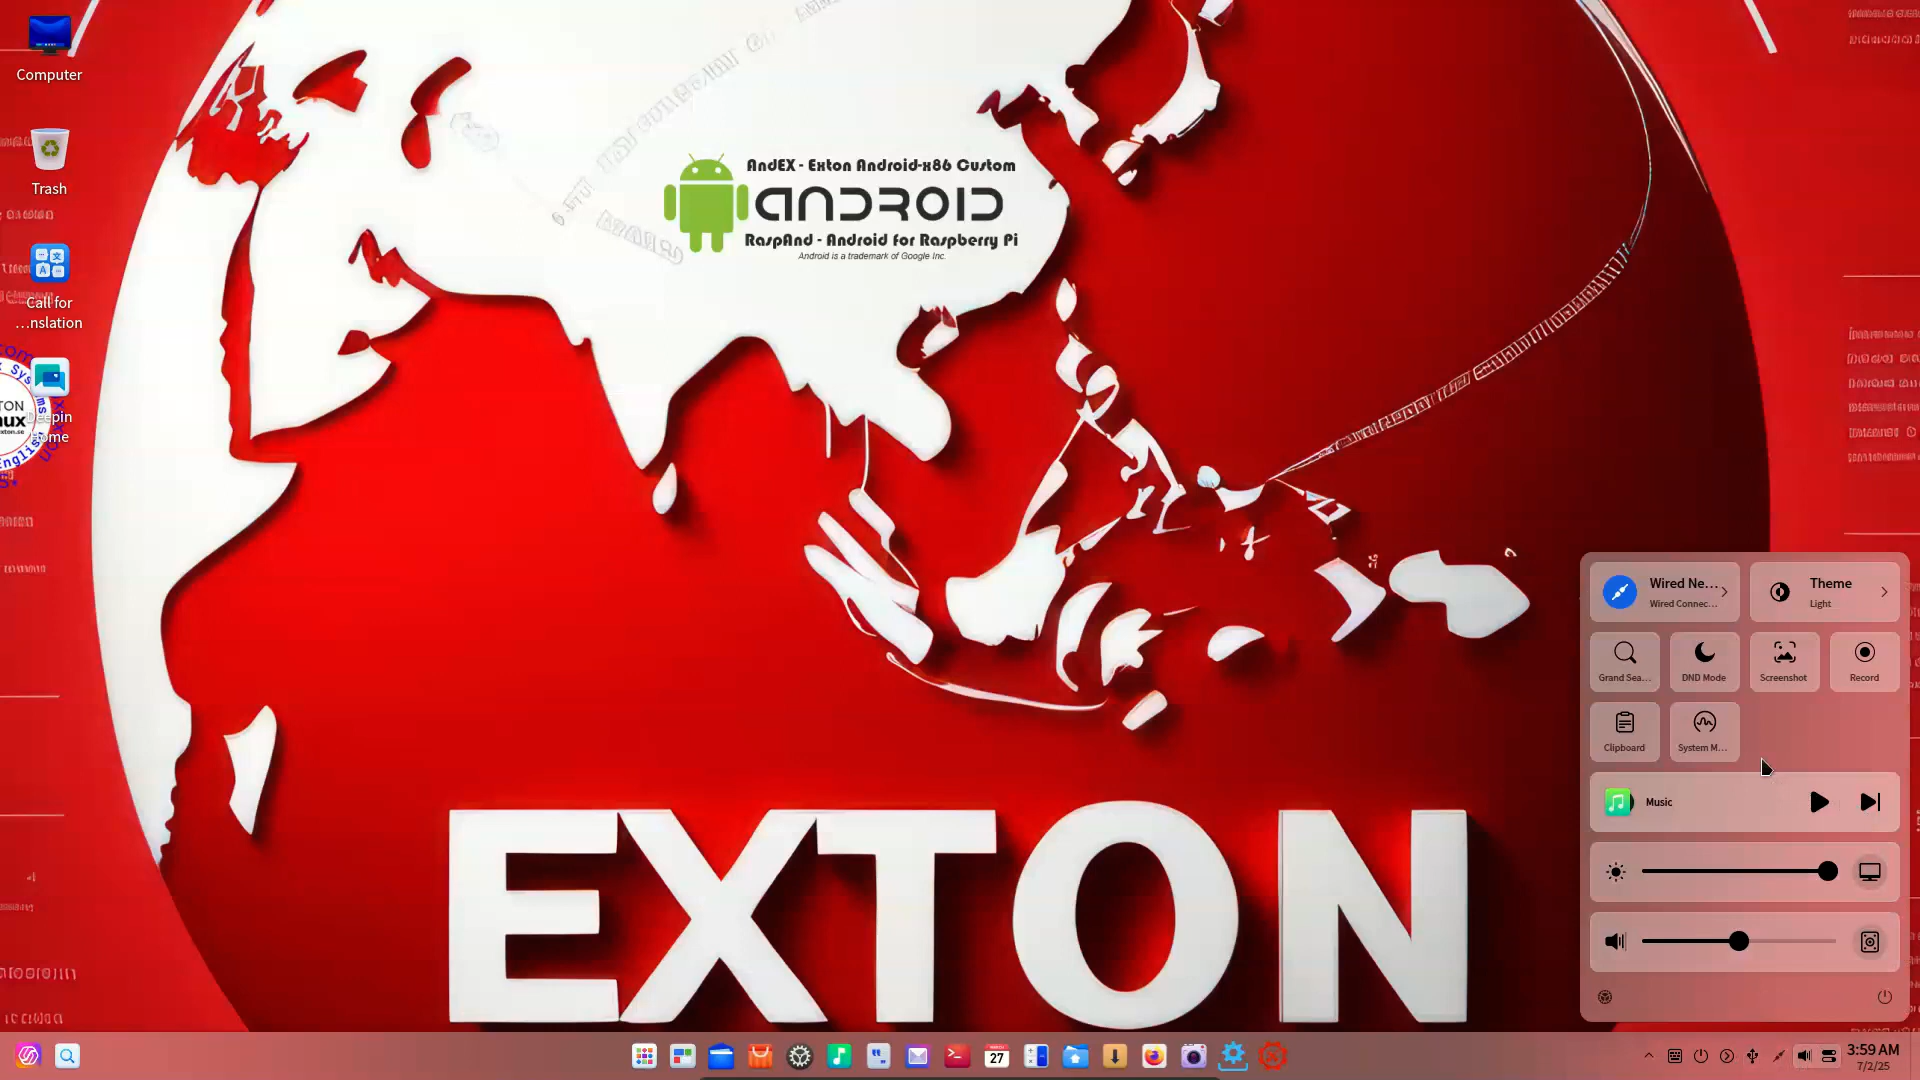 Computer
Trash
Call for
...nslation
Deepin
Home
AndEX - Exton Android-x86 Custom
ANDROID
RaspAnd - Android for Raspberry Pi
Android is a trademark of Google Inc.
EXTON
Wired Ne...
Wired Connec...
Theme
Light
Grand Sea...
DND Mode
Screenshot
Record
Clipboard
System M...
Music
27
3:59 AM
7/2/25